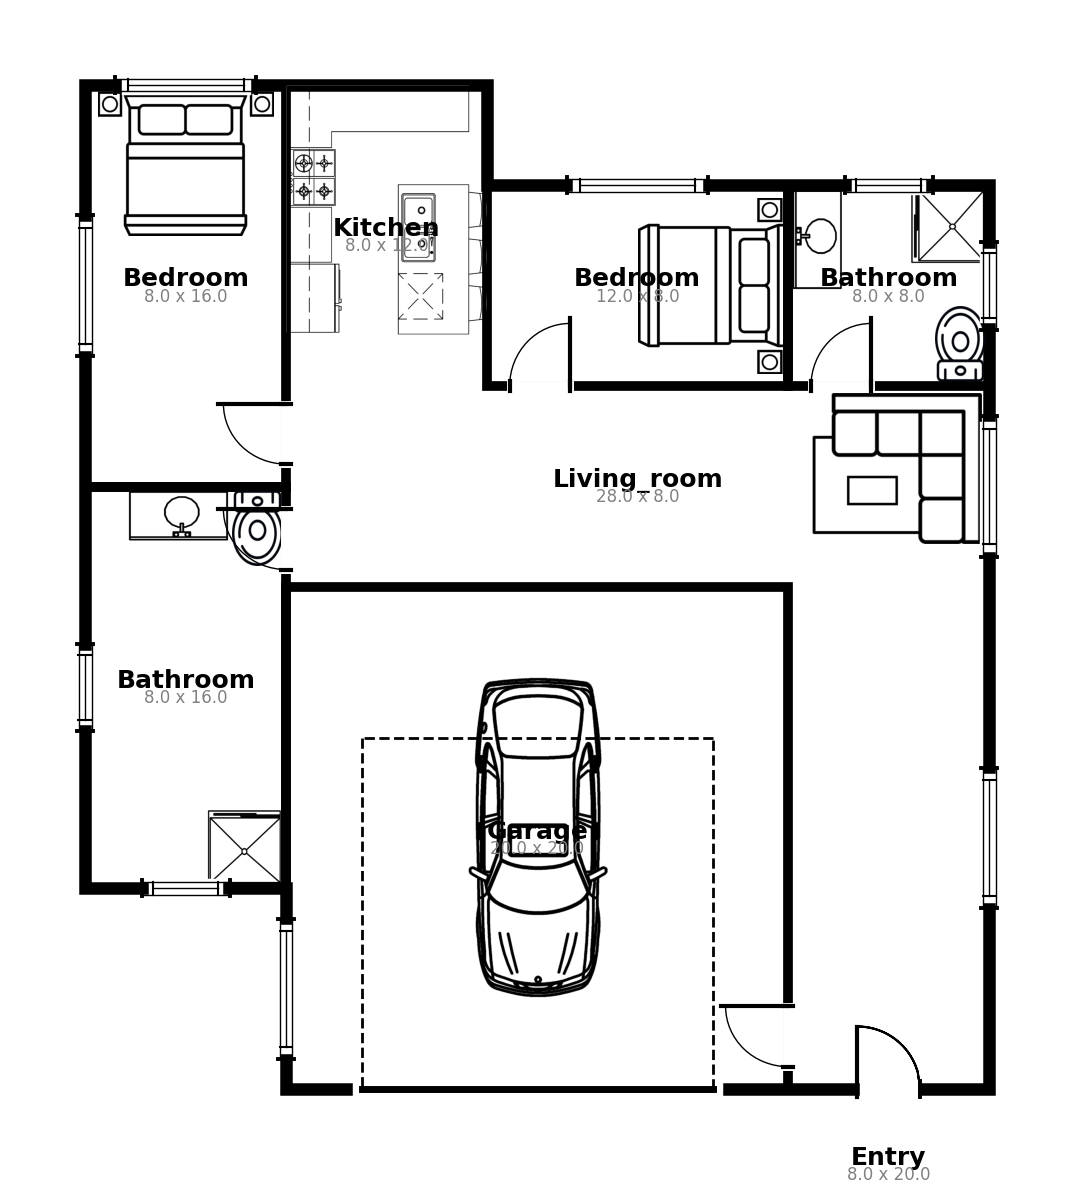 Kitchen
8.0 x 12.0
Bedroom
8.0 x 16.0
Bedroom
12.0 x 8.0
Bathroom
8.0 x 8.0
Living_room
28.0 x 8.0
Bathroom
8.0 x 16.0
Garage
20.0 x 20.0
Entry
8.0 x 20.0